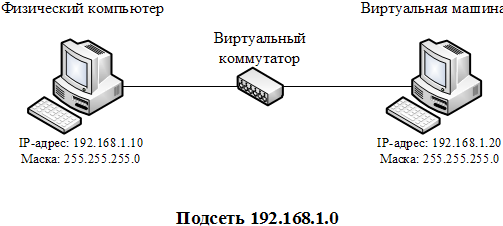 Физический компьютер
Виртуальная машина
Виртуальный
коммутатор
IP-адрес: 192.168.1.10
Маска: 255.255.255.0
IP-адрес: 192.168.1.20
Маска: 255.255.255.0
Подсеть 192.168.1.0